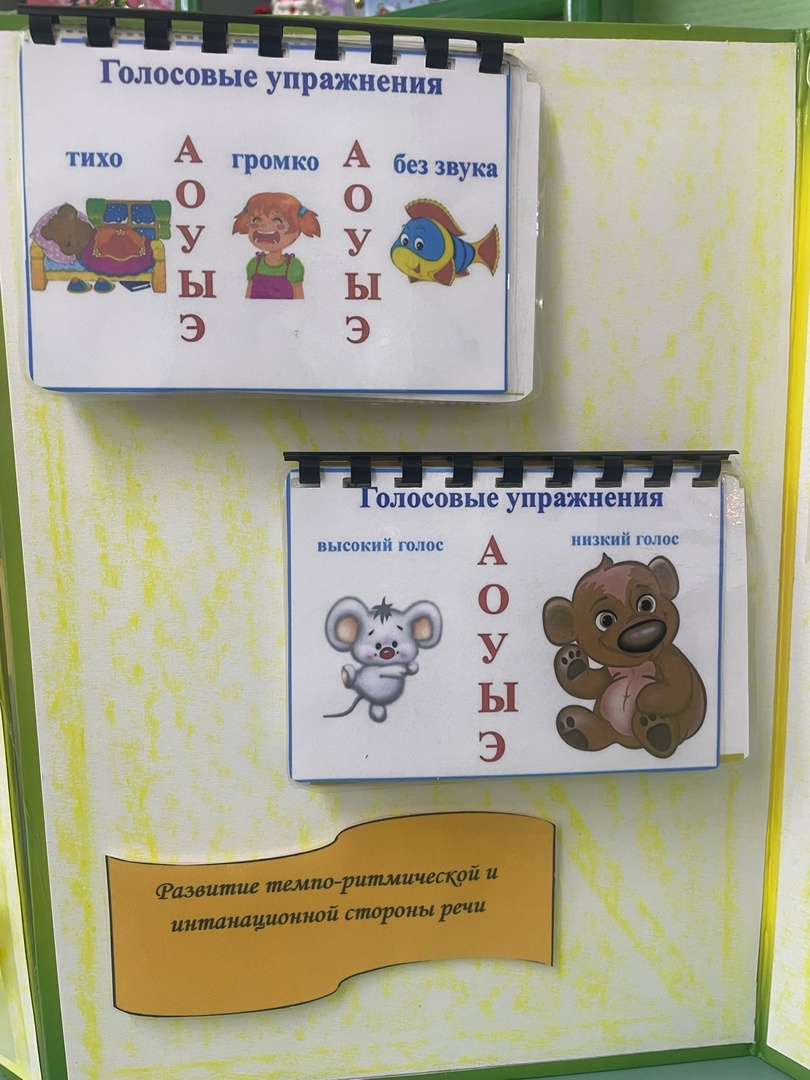 Голосовые упражнения
тихо
громко
без звука
А
О
У
Ы
Э
А
О
У
Ы
Э
Голосовые упражнения
высокий голос
низкий голос
А
О
У
Ы
Э
Развитие темпо-ритмической и
интанационной стороны речи